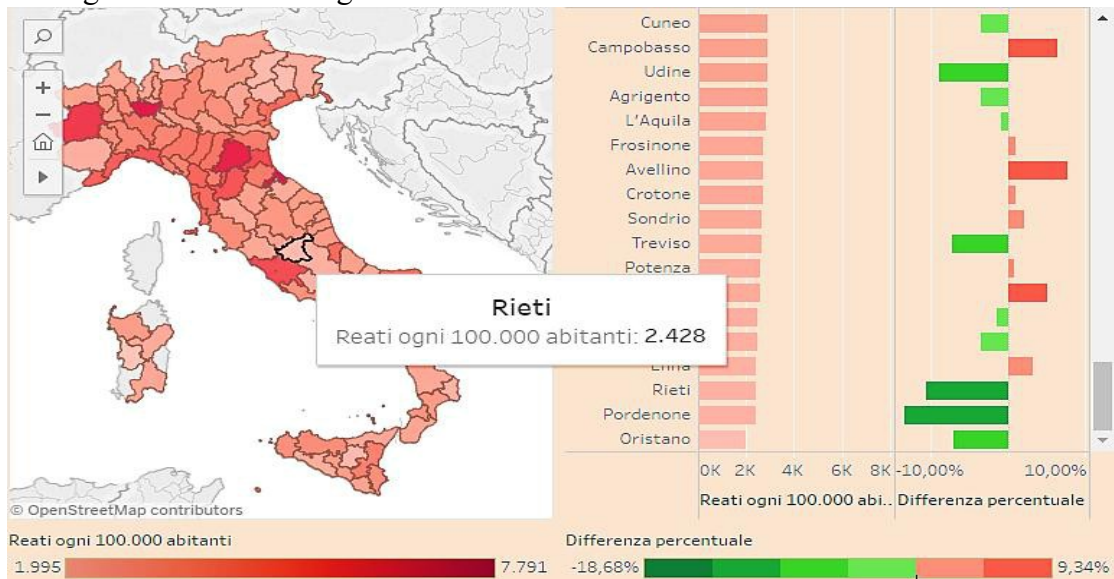 Cuneo
Campobasso
Udine
Agrigento
L'Aquila
Frosinone
Avellino
Crotone
Sondrio
Treviso
Potenza
Rieti
Reati ogni 100.000 abitanti: 2.428
Enna
Rieti
Pordenone
Oristano
0K 2K 4K 6K 8K -10,00% 10,00%
Reati ogni 100.000 abi.. Differenza percentuale
© OpenStreetMap contributors
Reati ogni 100.000 abitanti
1.995 7.791
Differenza percentuale
-18,68% 9,34%